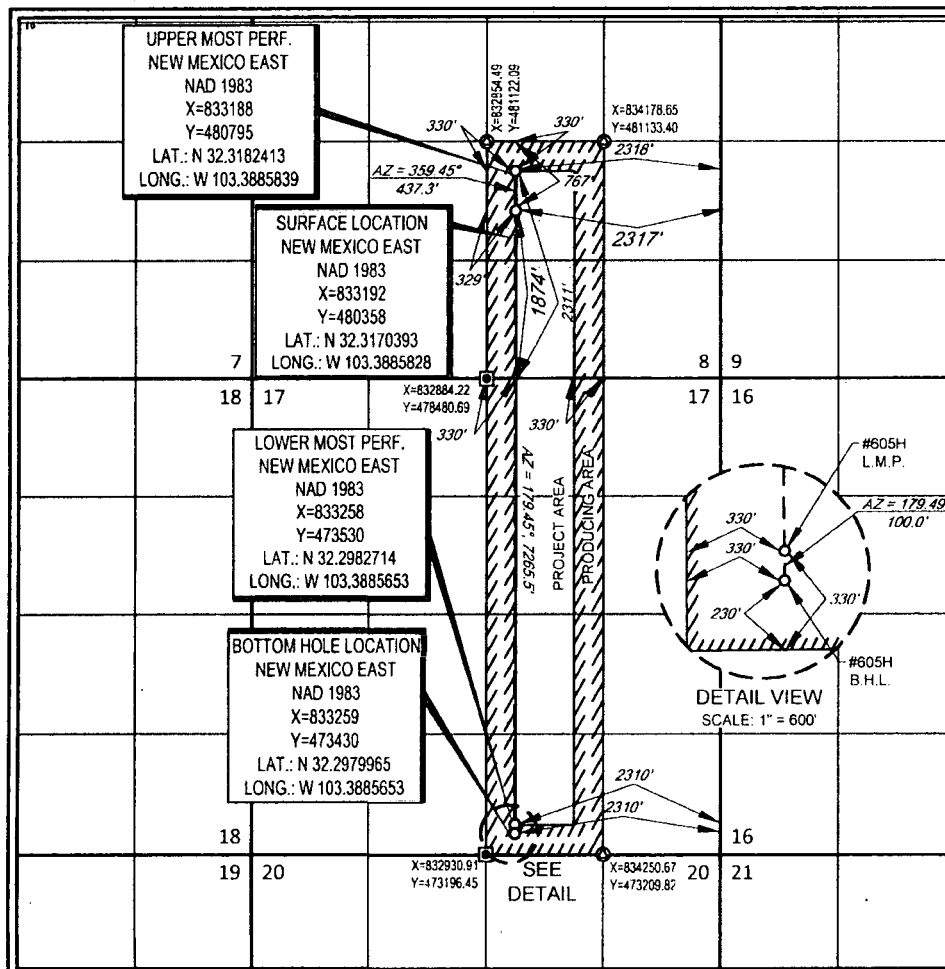 UPPER MOST PERF.
NEW MEXICO EAST
NAD 1983
X=833188
Y=480795
LAT.: N 32.3182413
LONG.: W 103.3885839
X=832854.49
Y=481122.09
X=834178.65
Y=481133.40
330'
330'
2316'
AZ = 359.45°
437.3'
767'
SURFACE LOCATION
NEW MEXICO EAST
NAD 1983
X=833192
Y=480358
LAT.: N 32.3170393
LONG.: W 103.3885828
2317'
329'
1874'
2311'
7
8
9
18
17
17
16
X=832884.22
Y=478480.69
330'
330'
LOWER MOST PERF.
NEW MEXICO EAST
NAD 1983
X=833258
Y=473530
LAT.: N 32.2982714
LONG.: W 103.3885653
AZ = 179.45°, 7265.5'
PROJECT AREA
PRODUCING AREA
#605H
L.M.P.
AZ = 179.49
100.0'
330'
330'
230'
330'
#605H
B.H.L.
DETAIL VIEW
SCALE: 1" = 600'
BOTTOM HOLE LOCATION
NEW MEXICO EAST
NAD 1983
X=833259
Y=473430
LAT.: N 32.2979965
LONG.: W 103.3885653
2310'
2310'
18
16
19
20
X=832930.91
Y=473196.45
SEE
DETAIL
X=834250.67
Y=473209.82
20
21